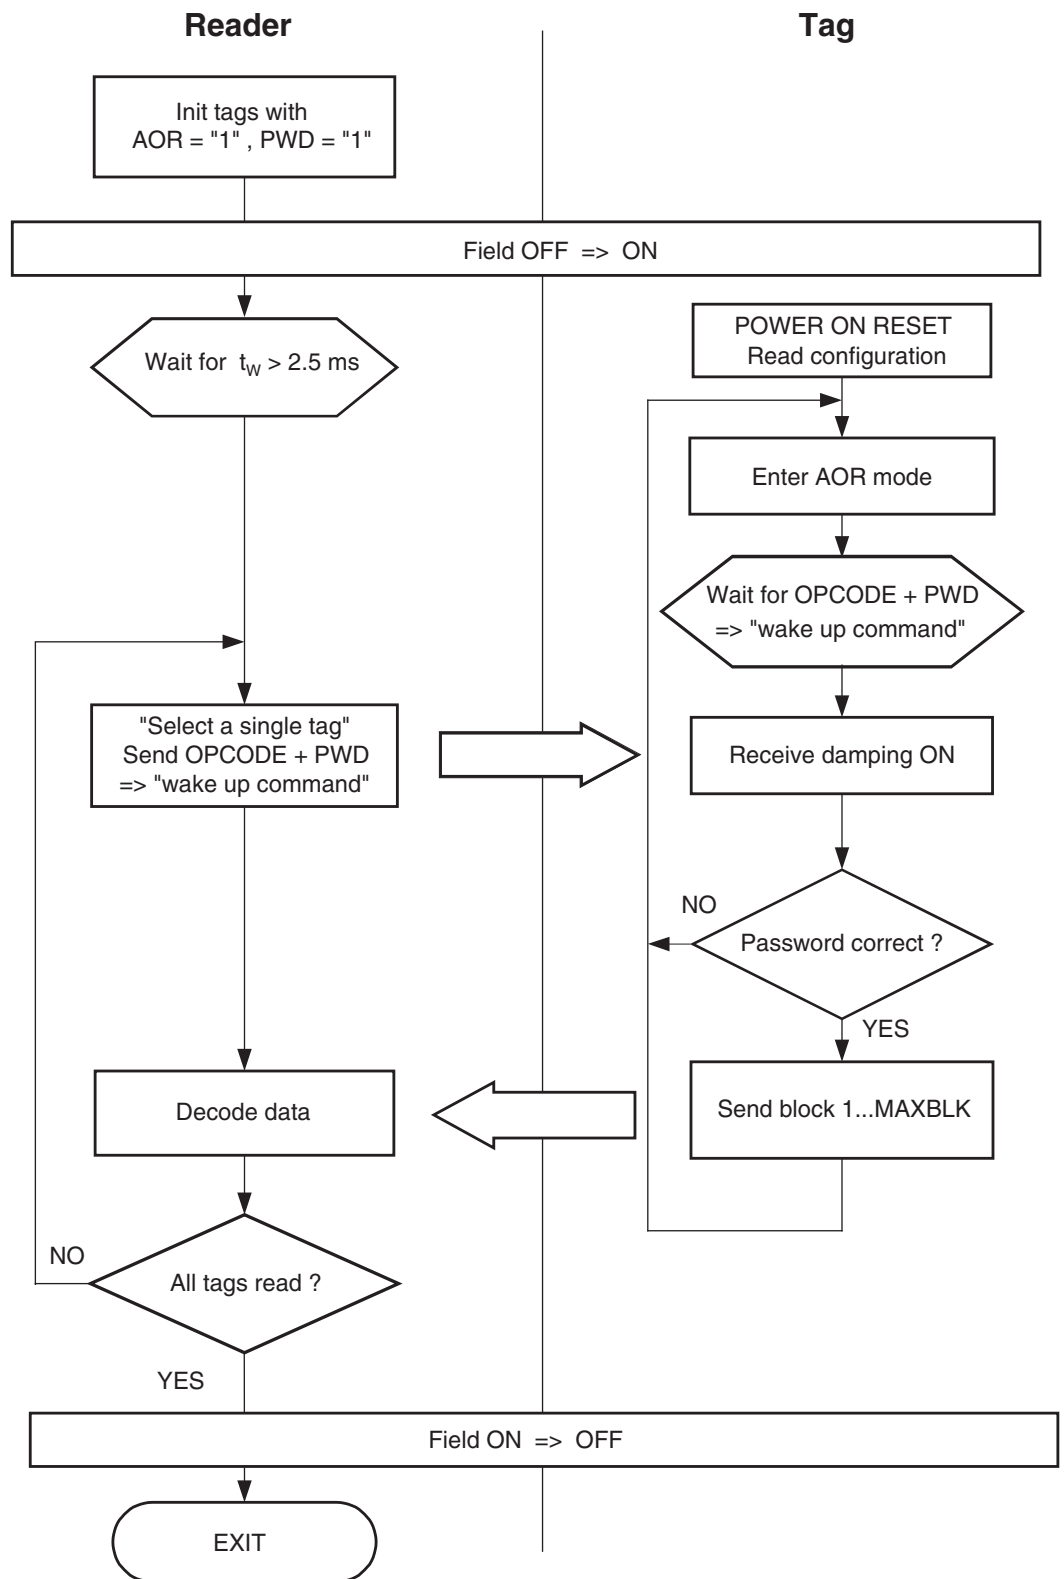 Reader
Tag
Init tags with
AOR = "1" , PWD = "1"
Field OFF => ON
Wait for tW > 2.5 ms
POWER ON RESET
Read configuration
Enter AOR mode
Wait for OPCODE + PWD
=> "wake up command"
"Select a single tag"
Send OPCODE + PWD
=> "wake up command"
Receive damping ON
NO
Password correct ?
YES
Send block 1...MAXBLK
Decode data
NO
All tags read ?
YES
Field ON => OFF
EXIT